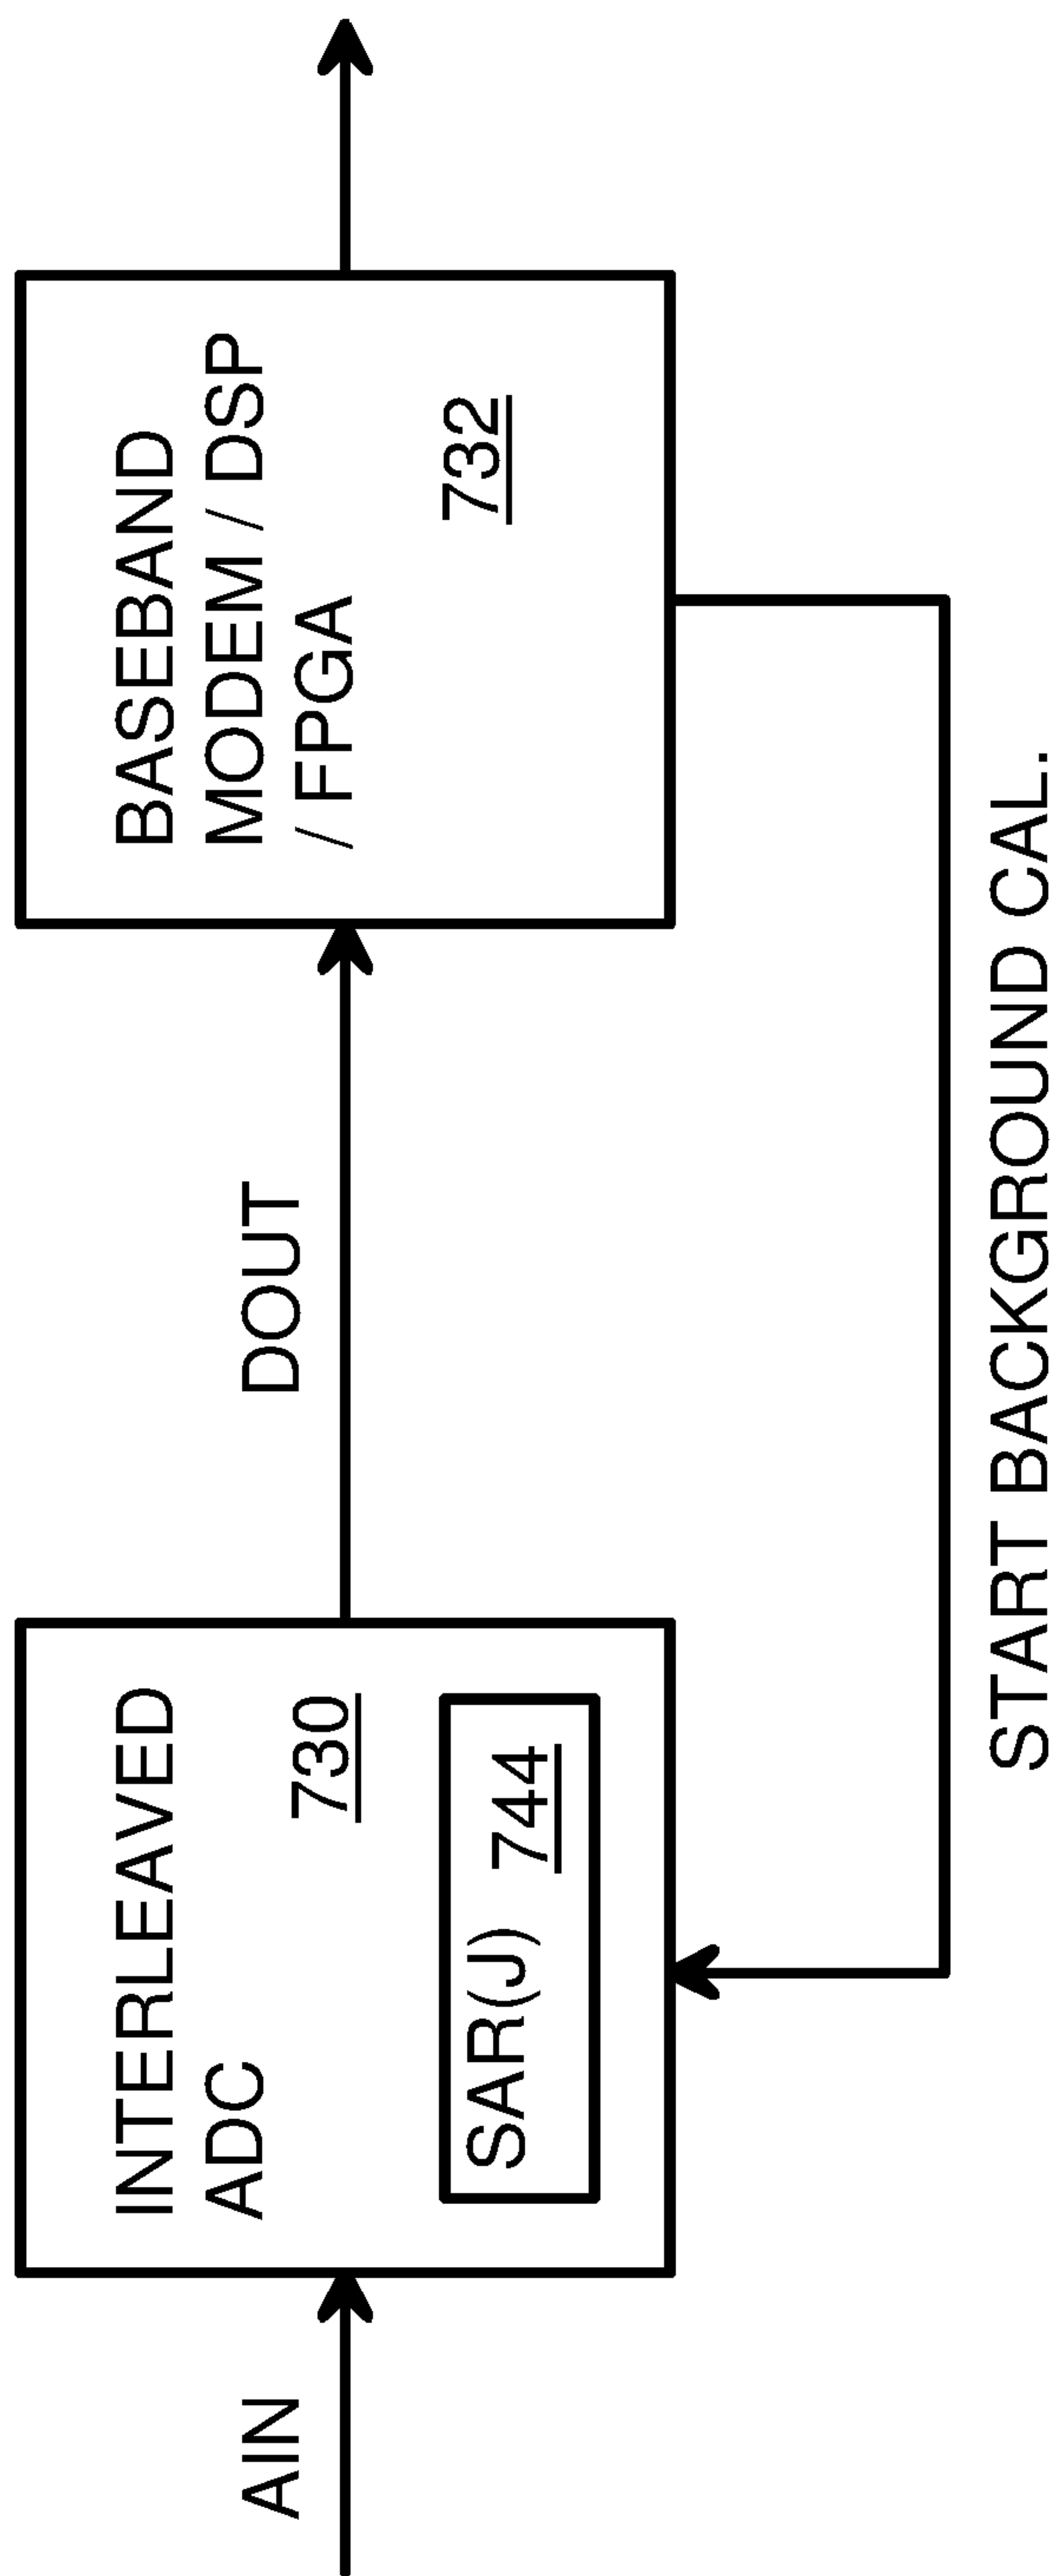 AIN
INTERLEAVED
ADC
730
SAR(J) 744
DOUT
BASEBAND
MODEM / DSP
/ FPGA
732
START BACKGROUND CAL.